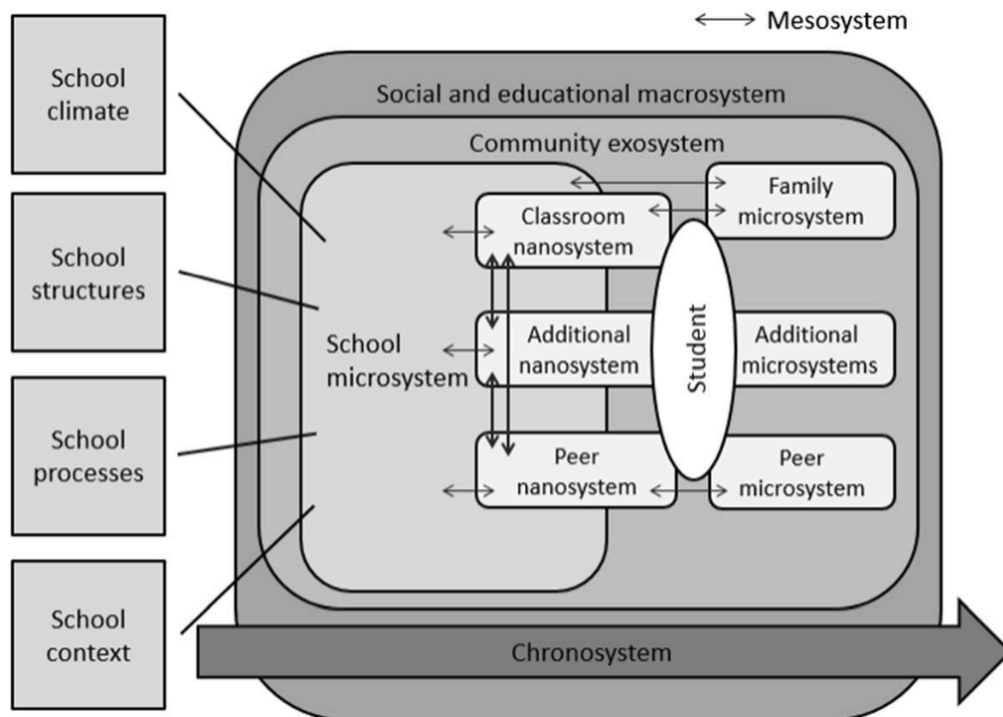 Mesosystem
School
climate
School
structures
School
processes
School
context
Social and educational macrosystem
Community exosystem
School
microsystem
Classroom
nanosystem
Additional
nanosystem
Peer
nanosystem
Student
Family
microsystem
Additional
microsystems
Peer
microsystem
Chronosystem